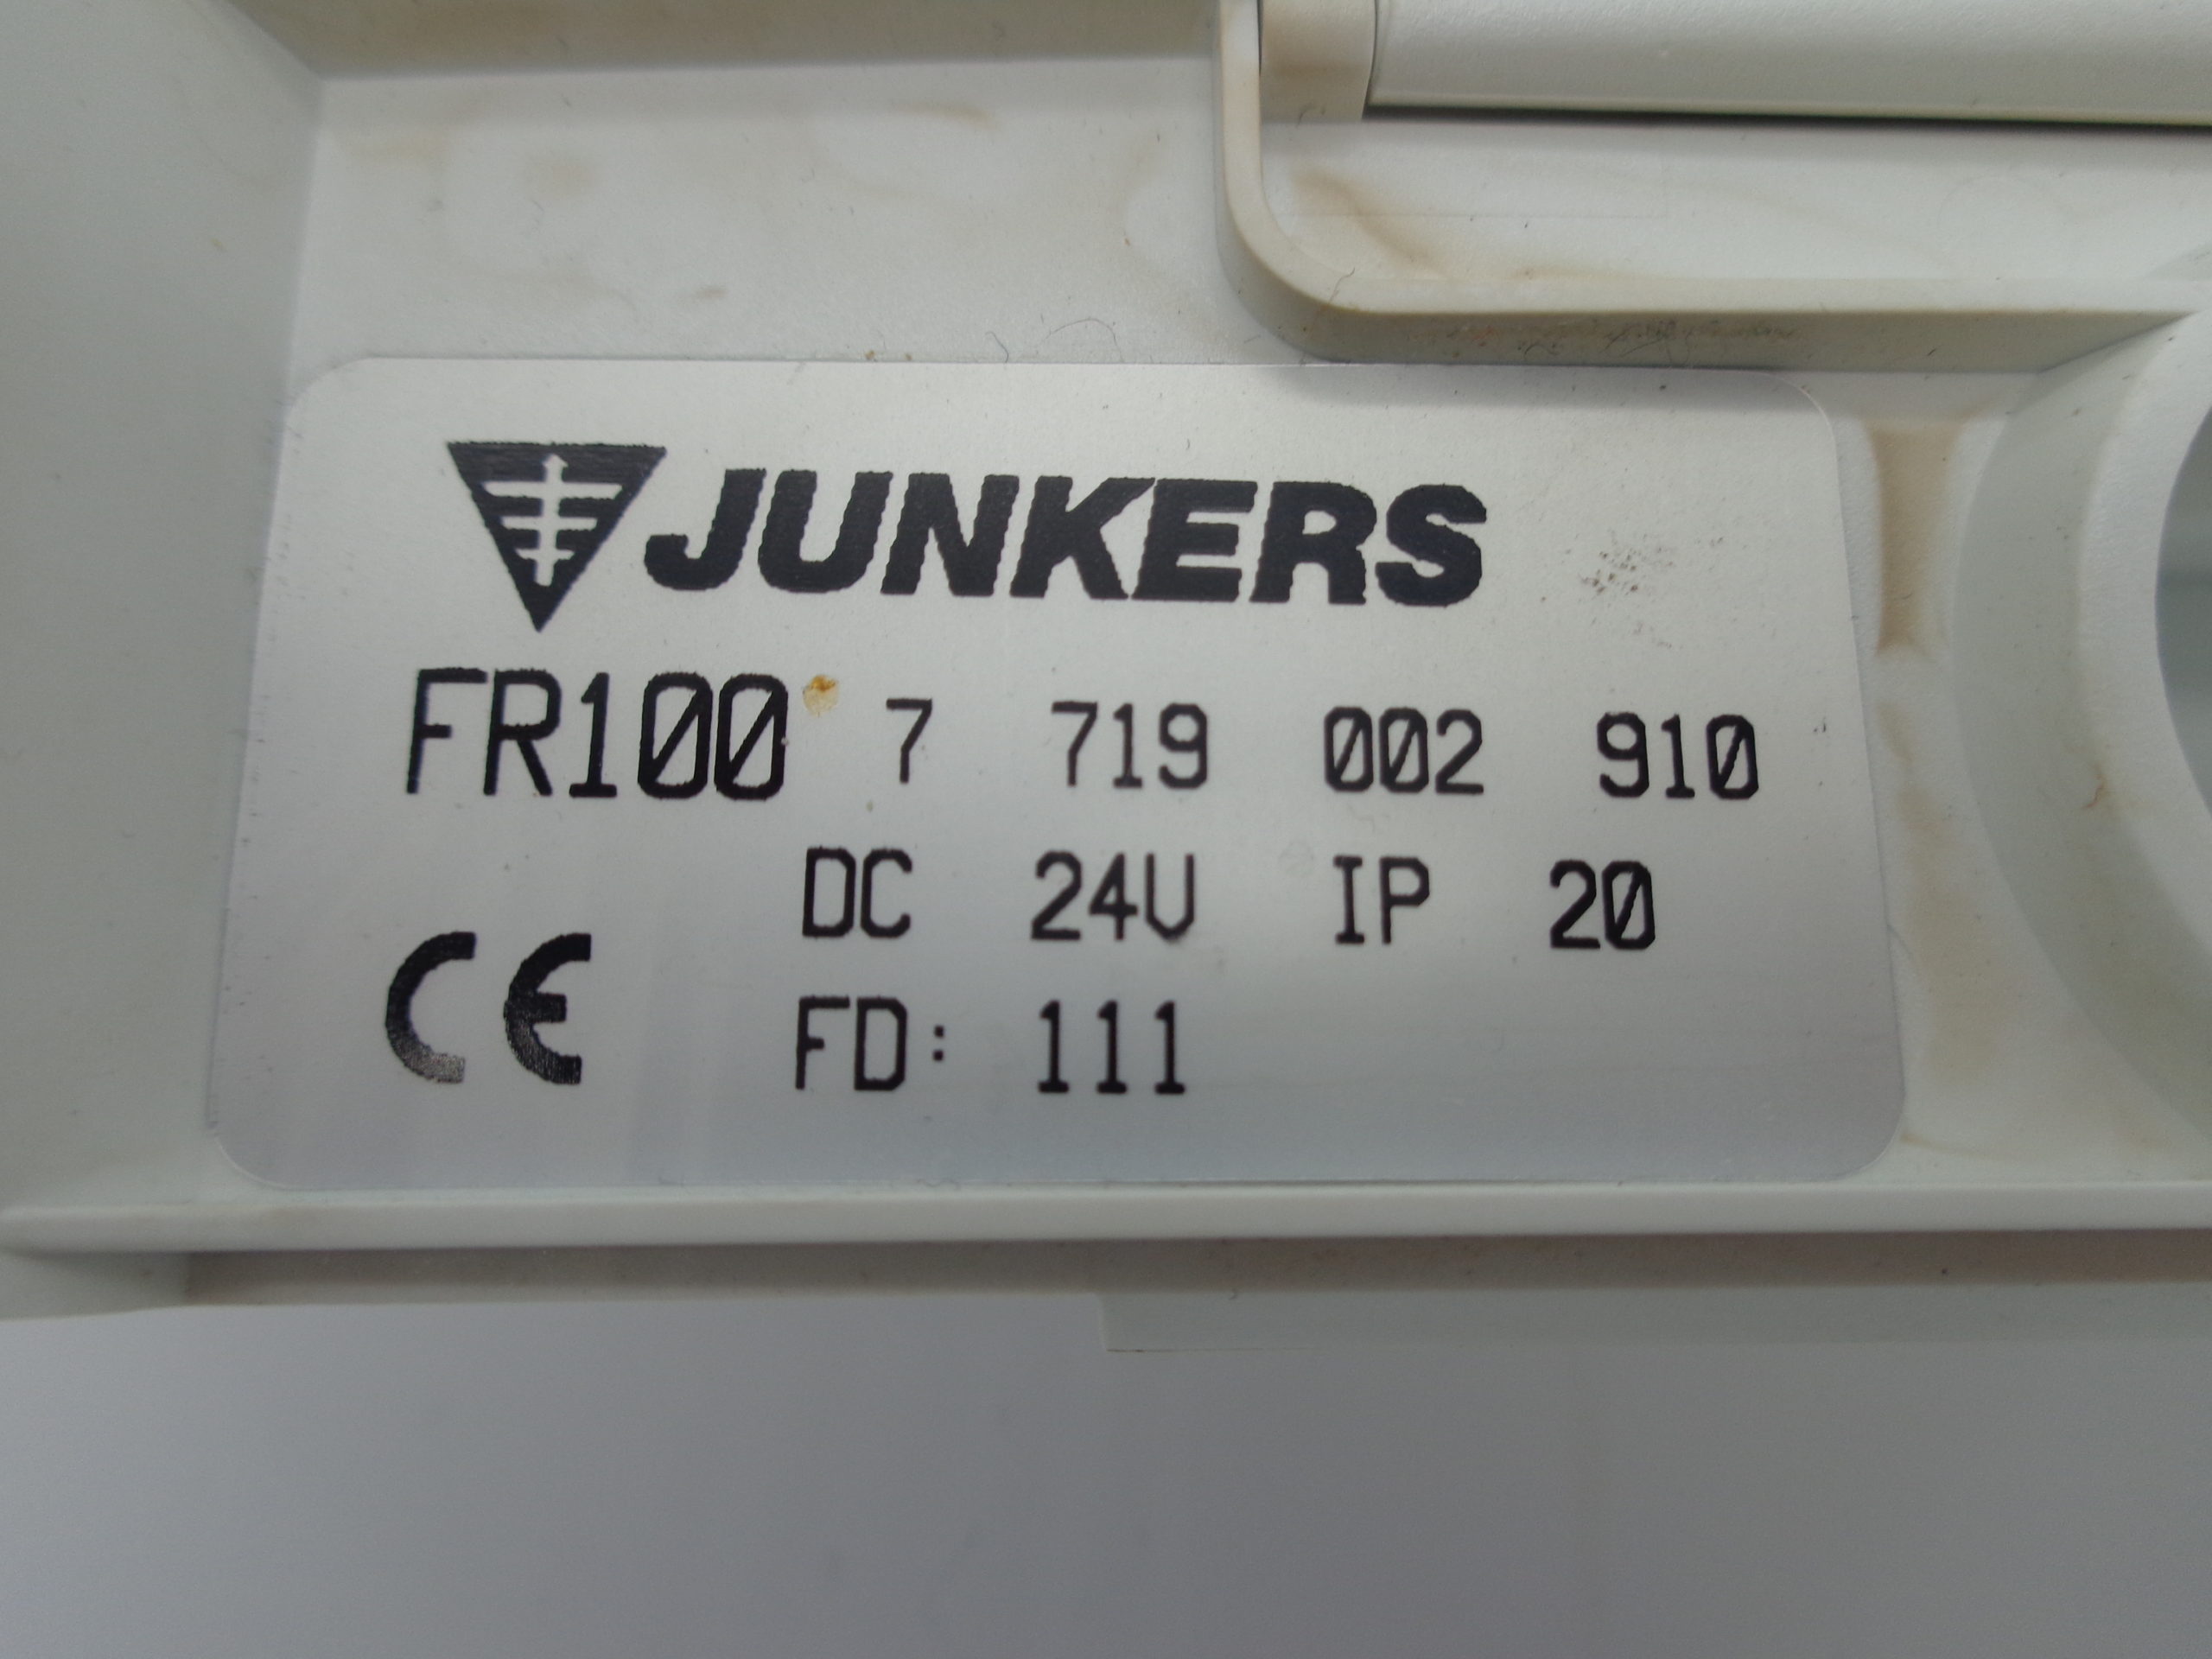 JUNKERS
FR100 7 719 002 910
DC 24V IP 20
CE
FD: 111